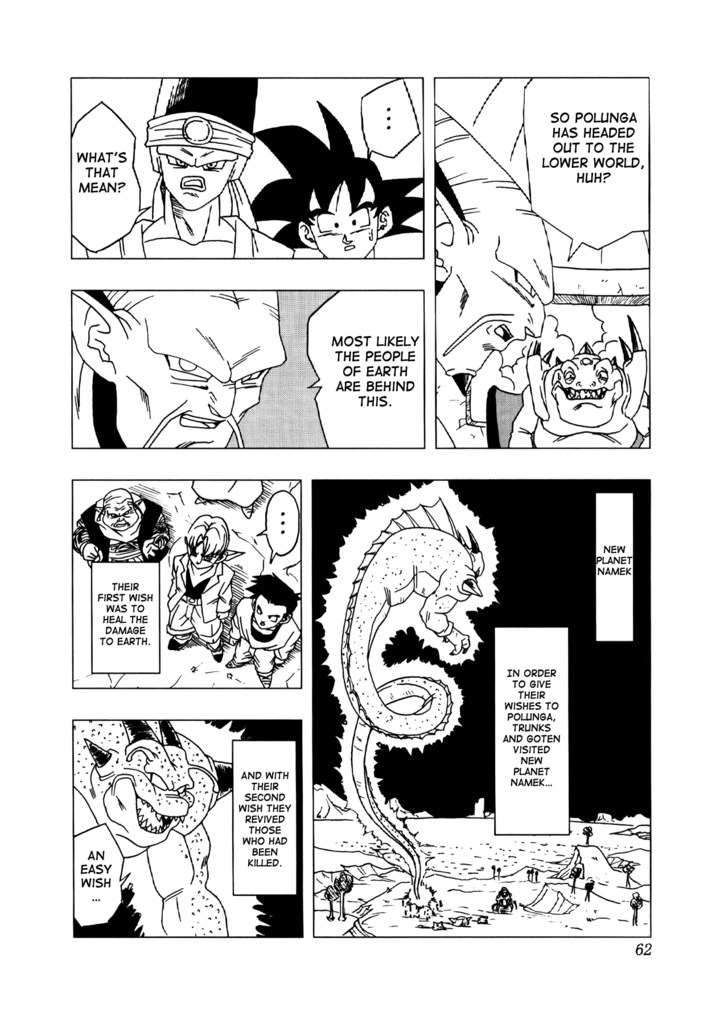 SO POLUNGA
HAS HEADED
OUT TO THE
LOWER WORLD,
HUH?
...
WHAT'S
THAT
MEAN?
MOST LIKELY
THE PEOPLE
OF EARTH
ARE BEHIND
THIS.
NEW
PLANET
NAMEK
IN ORDER
TO GIVE
THEIR
WISHES TO
POLUNGA,
TRUNKS
AND GOTEN
VISITED
NEW
PLANET
NAMEK...
...
THEIR
FIRST WISH
WAS TO
HEAL THE
DAMAGE
TO EARTH.
AND WITH
THEIR
SECOND
WISH THEY
REVIVED
THOSE
WHO HAD
BEEN
KILLED.
AN
EASY
WISH
...
62